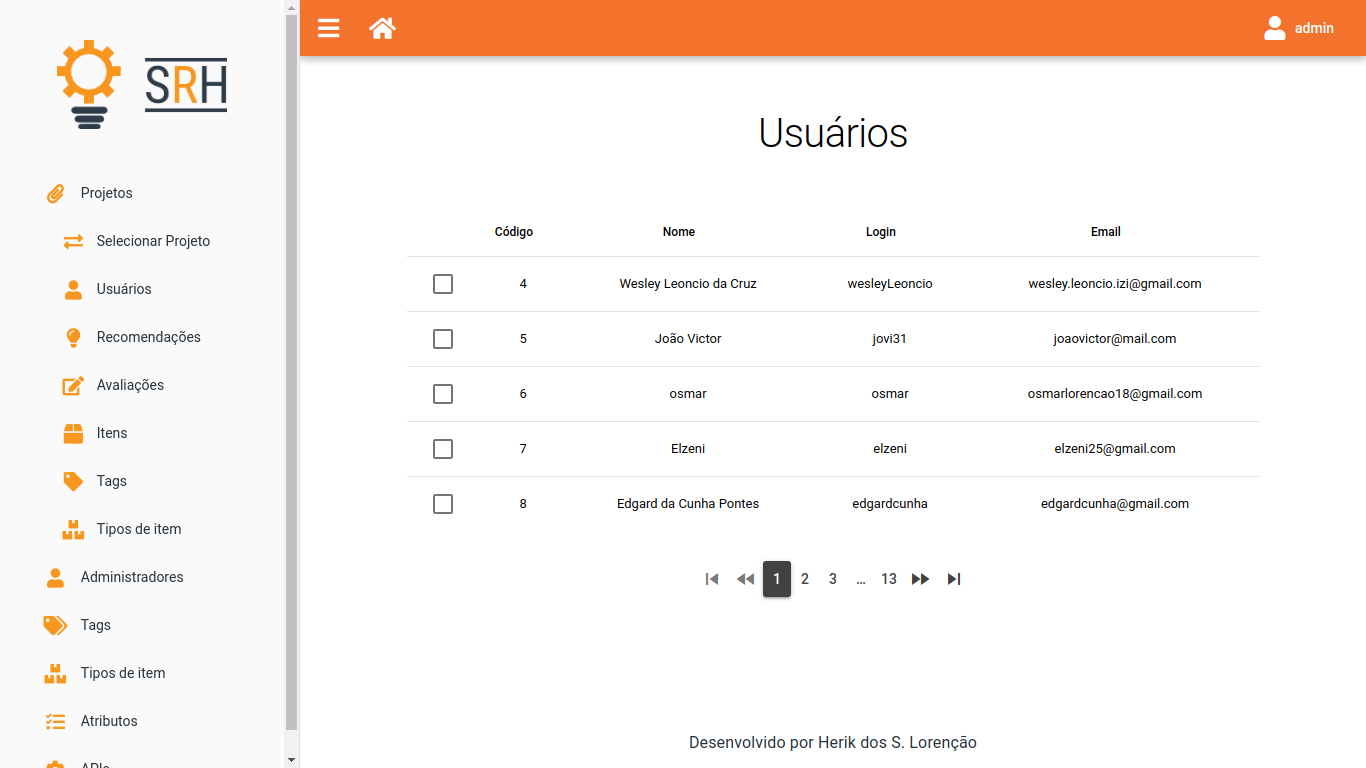 SRH
admin
Projetos
Selecionar Projeto
Usuários
Recomendações
Avaliações
Itens
Tags
Tipos de item
Administradores
Tags
Tipos de item
Atributos
APIs
Usuários
Código Nome Login Email
4 Wesley Leoncio da Cruz wesleyLeoncio wesley.leoncio.izi@gmail.com
5 João Victor jovi31 joaovictor@mail.com
6 osmar osmar osmarlorencao18@gmail.com
7 Elzeni elzeni elzeni25@gmail.com
8 Edgard da Cunha Pontes edgardcunha edgardcunha@gmail.com
1 2 3 ... 13
Desenvolvido por Herik dos S. Lorenção